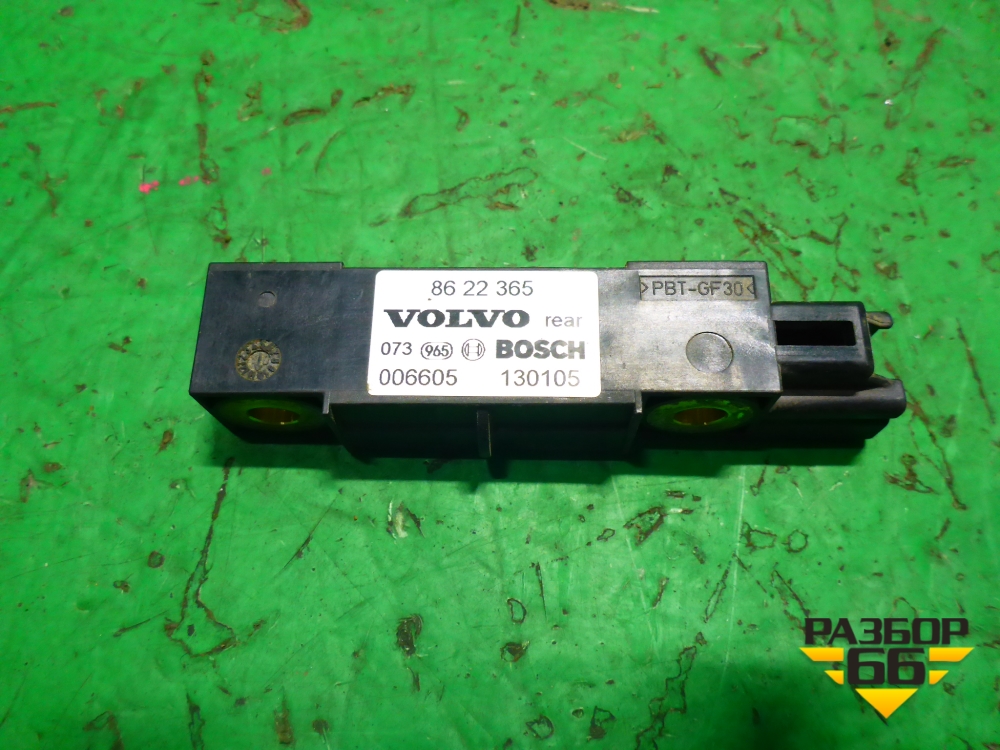 86 22 365
VOLVO rear
073 965 BOSCH
006605 130105
>PBT-GF30<
РАЗБОР
66